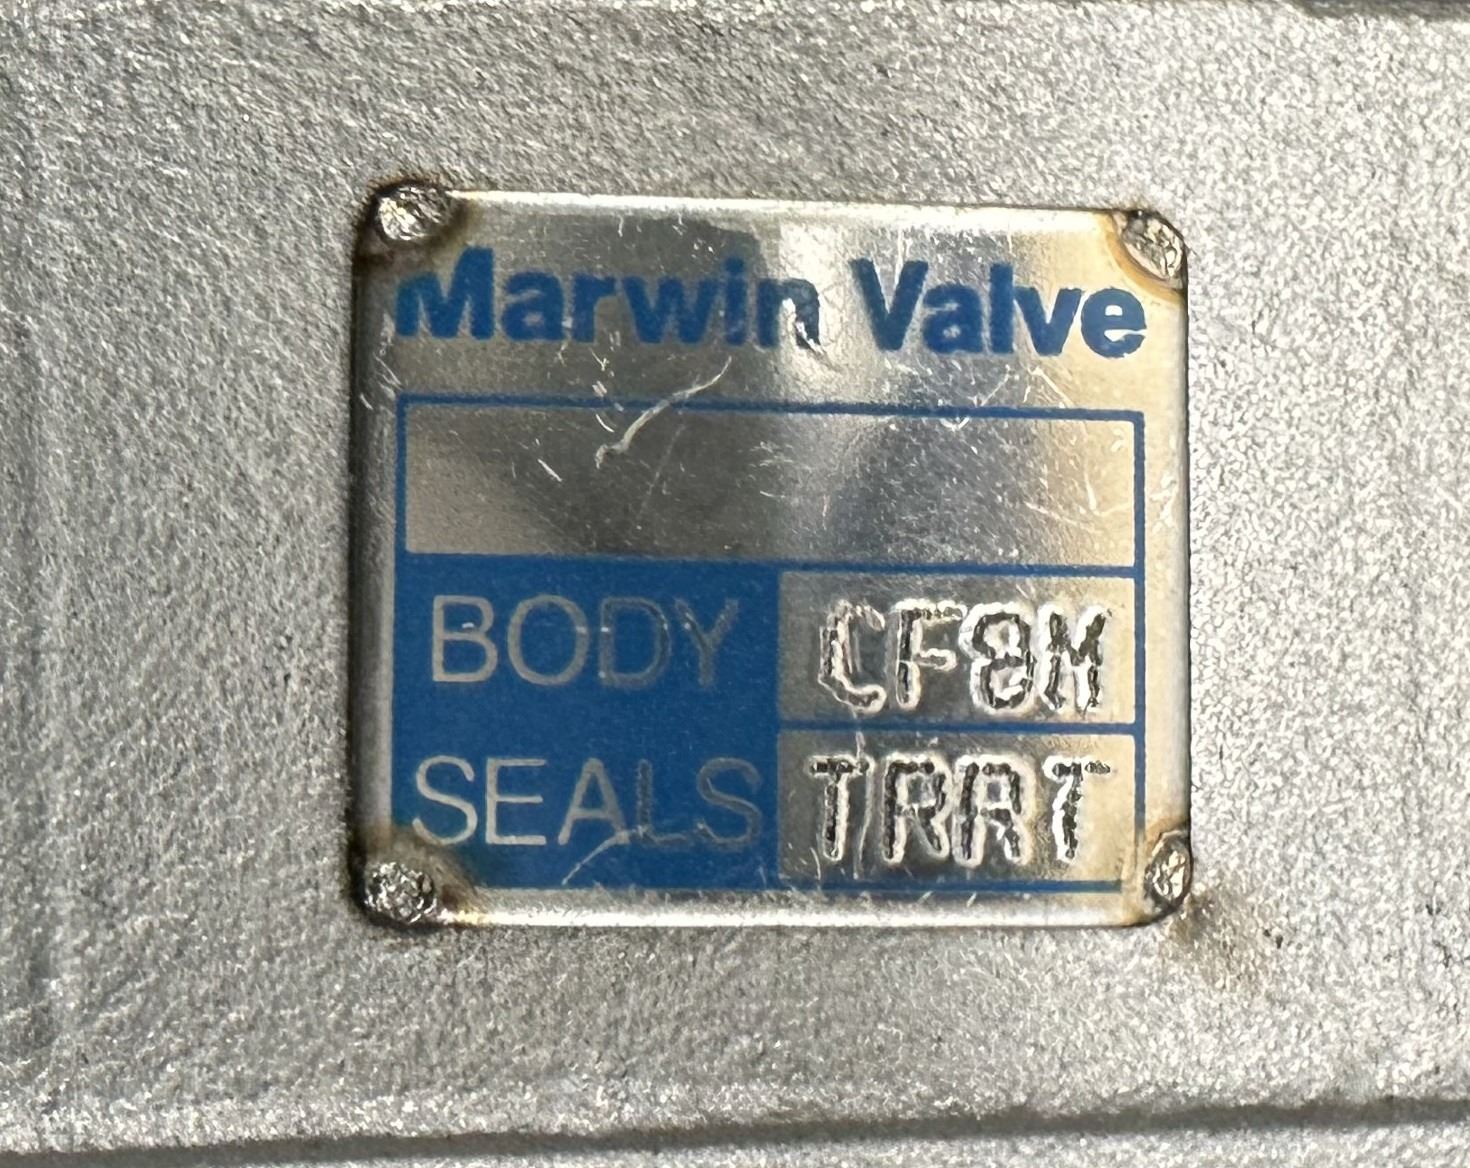 Marwin Valve
BODY CF8M
SEALS TRRT